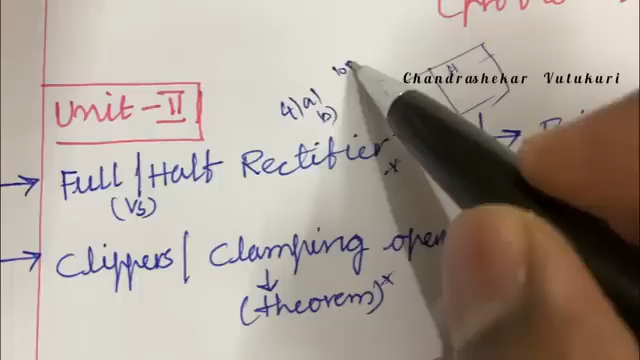 Chandrashekar Vutukuri
Unit-II
4) a)
b)
Full | Half Rectifier
(Vs)
Clippers | Clamping oper
(theorem)